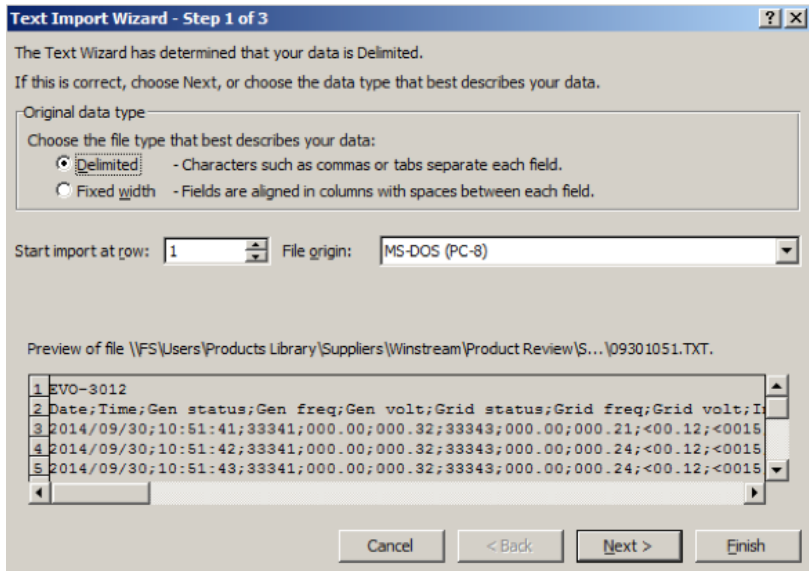 Text Import Wizard - Step 1 of 3
The Text Wizard has determined that your data is Delimited.
If this is correct, choose Next, or choose the data type that best describes your data.
Original data type
Choose the file type that best describes your data:
Delimited - Characters such as commas or tabs separate each field.
Fixed width - Fields are aligned in columns with spaces between each field.
Start import at row: 1 File origin: MS-DOS (PC-8)
Preview of file \\FS\Users\Products Library\Suppliers\Winstream\Product Review\S...\09301051.TXT.
1 EVO-3012
2 Date;Time;Gen status;Gen freq;Gen volt;Grid status;Grid freq;Grid volt;
3 2014/09/30;10:51:41;33341;000.00;000.32;33343;000.00;000.21;<00.12;<0015
4 2014/09/30;10:51:42;33341;000.00;000.32;33343;000.00;000.24;<00.12;<0015
5 2014/09/30;10:51:43;33341;000.00;000.32;33343;000.00;000.24;<00.12;<0015
Cancel < Back Next > Finish